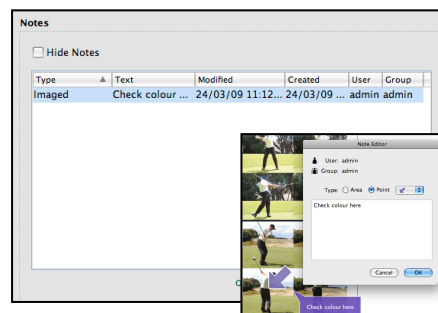 Notes
Hide Notes
Type Text Modified Created User Group
Imaged Check colour ... 24/03/09 11:12... 24/03/09 ... admin admin
Note Editor
User: admin
Group: admin
Type: Area Point
Check colour here
Cancel OK
Check colour here